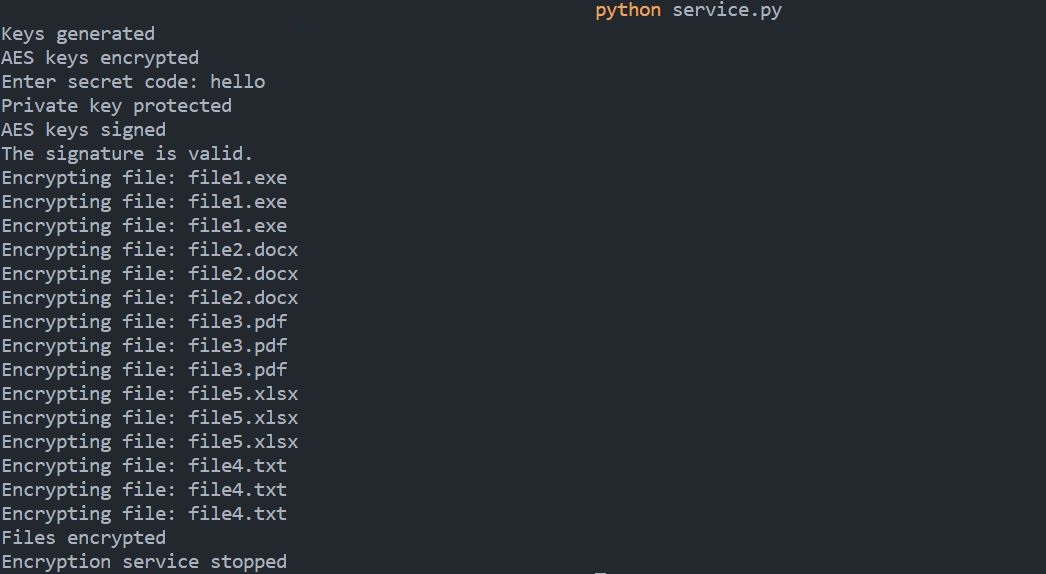 python service.py
Keys generated
AES keys encrypted
Enter secret code: hello
Private key protected
AES keys signed
The signature is valid.
Encrypting file: file1.exe
Encrypting file: file1.exe
Encrypting file: file1.exe
Encrypting file: file2.docx
Encrypting file: file2.docx
Encrypting file: file2.docx
Encrypting file: file3.pdf
Encrypting file: file3.pdf
Encrypting file: file3.pdf
Encrypting file: file5.xlsx
Encrypting file: file5.xlsx
Encrypting file: file5.xlsx
Encrypting file: file4.txt
Encrypting file: file4.txt
Encrypting file: file4.txt
Files encrypted
Encryption service stopped